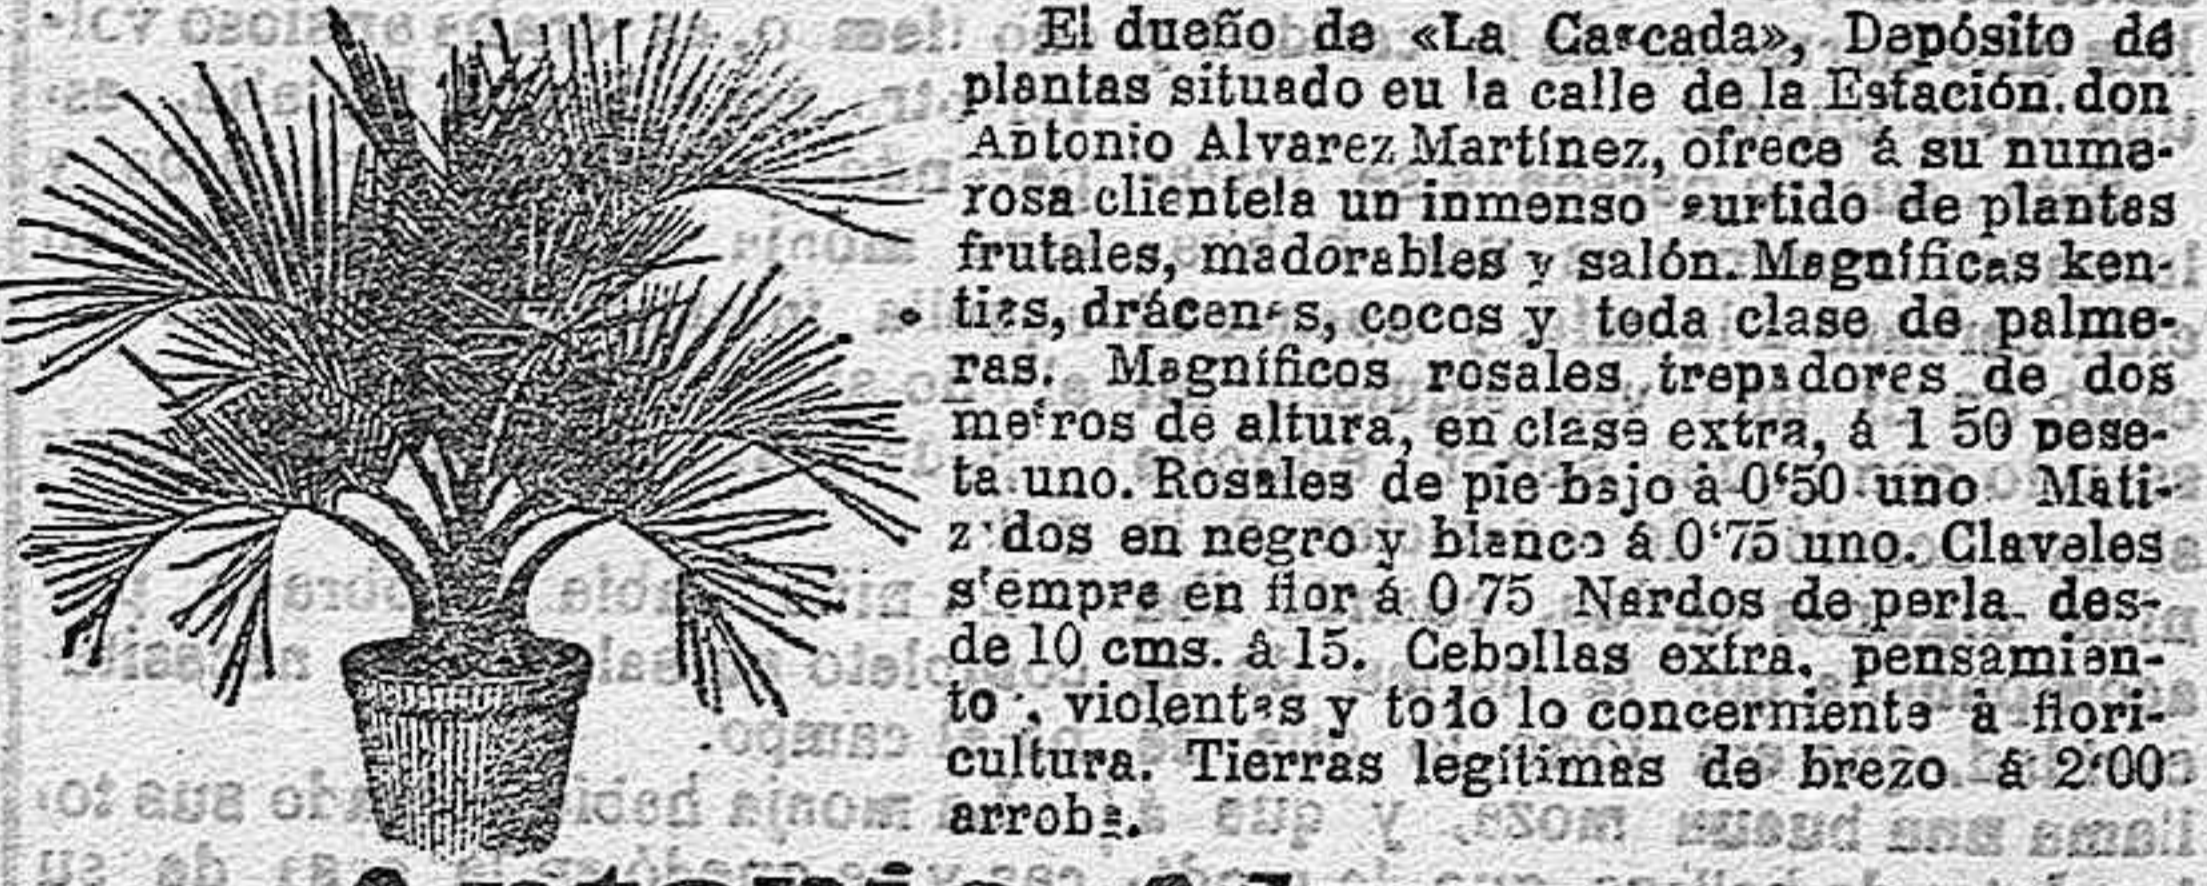 El dueño de «La Cascada», Depósito de
plantas situado eu la calle de la Estación. don
Antonio Alvarez Martínez, ofrece á su nume-
rosa clientela un inmenso surtido de plantas
frutales, madorables y salón. Magníficas ken-
tias, drácenas, cocos y toda clase de palme-
ras. Magníficos rosales trepadores de dos
metros de altura, en clase extra, á 1 50 pese-
ta uno. Rosales de pie bajo à 0'50 uno. Mati-
zados en negro y blanco á 0'75 uno. Claveles
siempre en flor á 0 75 Nardos de perla. des-
de 10 cms. á 15. Cebollas extra, pensamien-
to, violentas y todo lo concerniente à flori-
cultura. Tierras legítimas de brezo á 2'00
arroba.